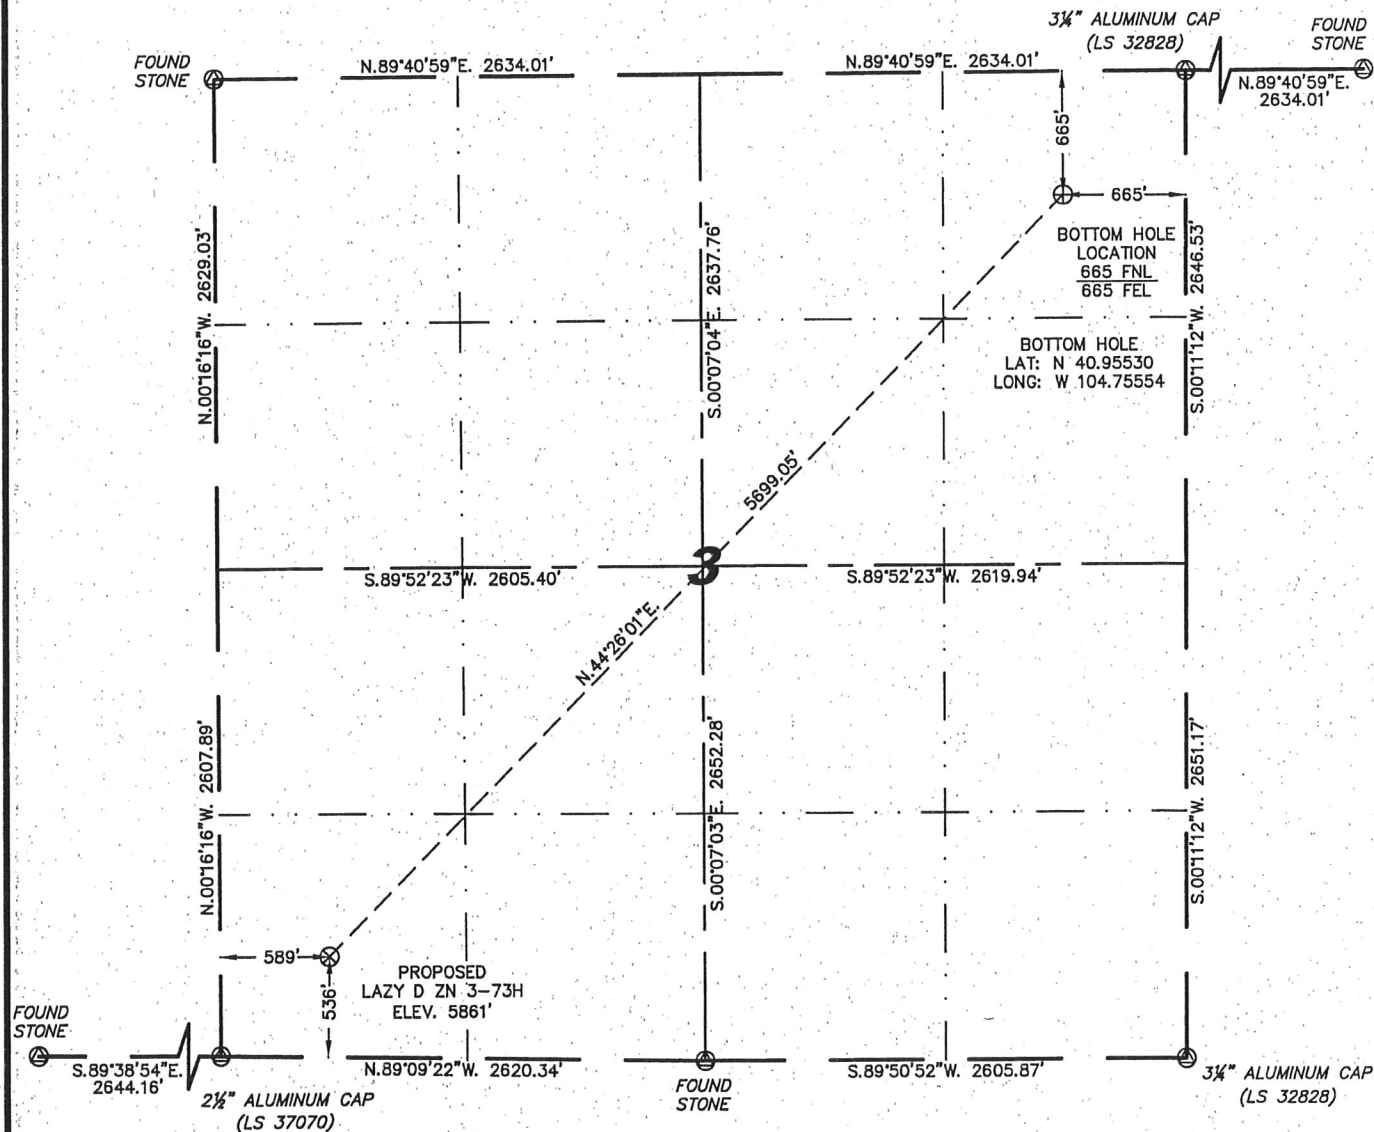 3¼" ALUMINUM CAP
(LS 32828)
FOUND
STONE
FOUND
STONE
N.89°40'59"E. 2634.01'
N.89°40'59"E. 2634.01'
N.89°40'59"E.
2634.01'
665'
665'
BOTTOM HOLE
LOCATION
665 FNL
665 FEL
N.00°16'16"W. 2629.03'
S.00°07'04"E. 2637.76'
S.00°11'12"W. 2646.53'
BOTTOM HOLE
LAT: N 40.95530
LONG: W 104.75554
5699.05'
3
S.89°52'23"W. 2605.40'
S.89°52'23"W. 2619.94'
N.44°26'01"E.
N.00°16'16"W. 2607.89'
S.00°07'03"E. 2652.28'
S.00°11'12"W. 2651.17'
589'
536'
PROPOSED
LAZY D ZN 3-73H
ELEV. 5861'
FOUND
STONE
S.89°38'54"E.
2644.16'
N.89°09'22"W. 2620.34'
S.89°50'52"W. 2605.87'
2½" ALUMINUM CAP
(LS 37070)
FOUND
STONE
3¼" ALUMINUM CAP
(LS 32828)